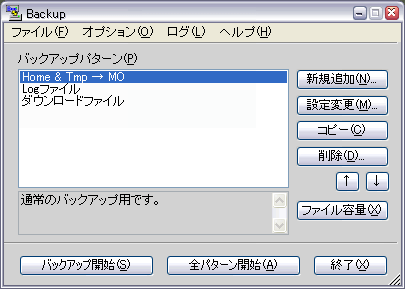 Backup
ファイル(F) オプション(O) ログ(L) ヘルプ(H)
バックアップパターン(P)
Home & Tmp → MO
Logファイル
ダウンロードファイル
新規追加(N)...
設定変更(M)...
コピー(C)
削除(D)...
↑ ↓
通常のバックアップ用です。
ファイル容量(X)
バックアップ開始(S) 全パターン開始(A) 終了(X)